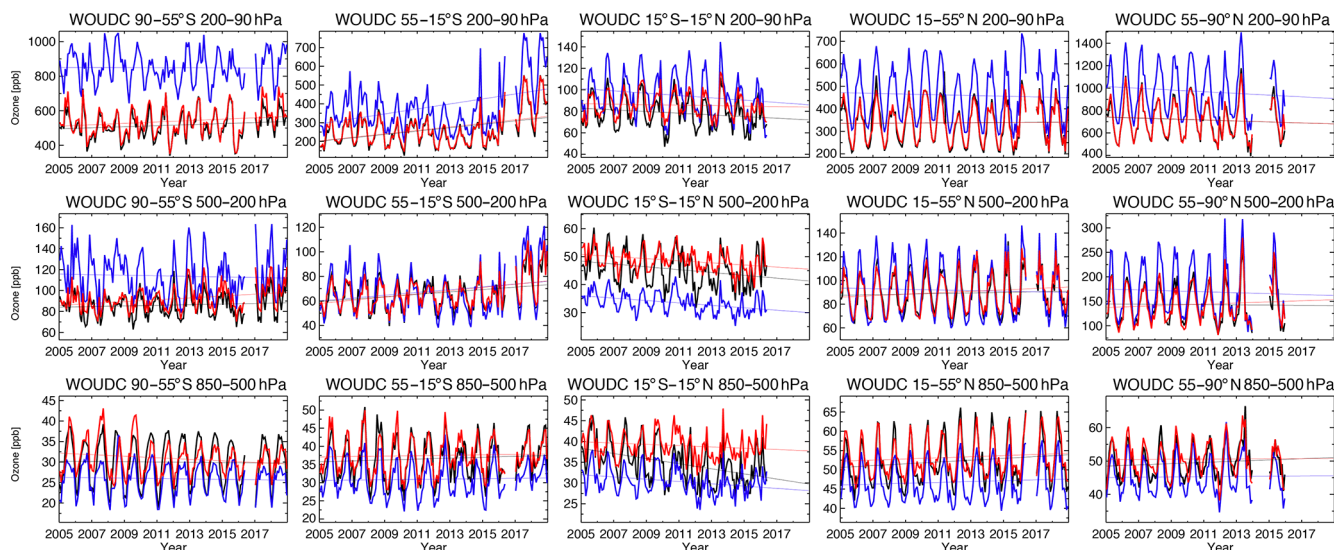 WOUDC 90–55°S 200–90 hPa
WOUDC 55–15°S 200–90 hPa
WOUDC 15°S–15°N 200–90 hPa
WOUDC 15–55°N 200–90 hPa
WOUDC 55–90°N 200–90 hPa
Ozone [ppb]
1000
800
600
400
700
600
500
400
300
200
140
120
100
80
60
40
700
600
500
400
300
200
1400
1200
1000
800
600
400
2005 2007 2009 2011 2013 2015 2017
2005 2007 2009 2011 2013 2015 2017
2005 2007 2009 2011 2013 2015 2017
2005 2007 2009 2011 2013 2015 2017
2005 2007 2009 2011 2013 2015 2017
Year
Year
Year
Year
Year
WOUDC 90–55°S 500–200 hPa
WOUDC 55–15°S 500–200 hPa
WOUDC 15°S–15°N 500–200 hPa
WOUDC 15–55°N 500–200 hPa
WOUDC 55–90°N 500–200 hPa
Ozone [ppb]
160
140
120
100
80
60
120
100
80
60
40
60
50
40
30
140
120
100
80
60
300
250
200
150
100
2005 2007 2009 2011 2013 2015 2017
2005 2007 2009 2011 2013 2015 2017
2005 2007 2009 2011 2013 2015 2017
2005 2007 2009 2011 2013 2015 2017
2005 2007 2009 2011 2013 2015 2017
Year
Year
Year
Year
Year
WOUDC 90–55°S 850–500 hPa
WOUDC 55–15°S 850–500 hPa
WOUDC 15°S–15°N 850–500 hPa
WOUDC 15–55°N 850–500 hPa
WOUDC 55–90°N 850–500 hPa
Ozone [ppb]
45
40
35
30
25
20
50
45
40
35
30
25
20
50
45
40
35
30
25
65
60
55
50
45
40
60
50
40
2005 2007 2009 2011 2013 2015 2017
2005 2007 2009 2011 2013 2015 2017
2005 2007 2009 2011 2013 2015 2017
2005 2007 2009 2011 2013 2015 2017
2005 2007 2009 2011 2013 2015 2017
Year
Year
Year
Year
Year